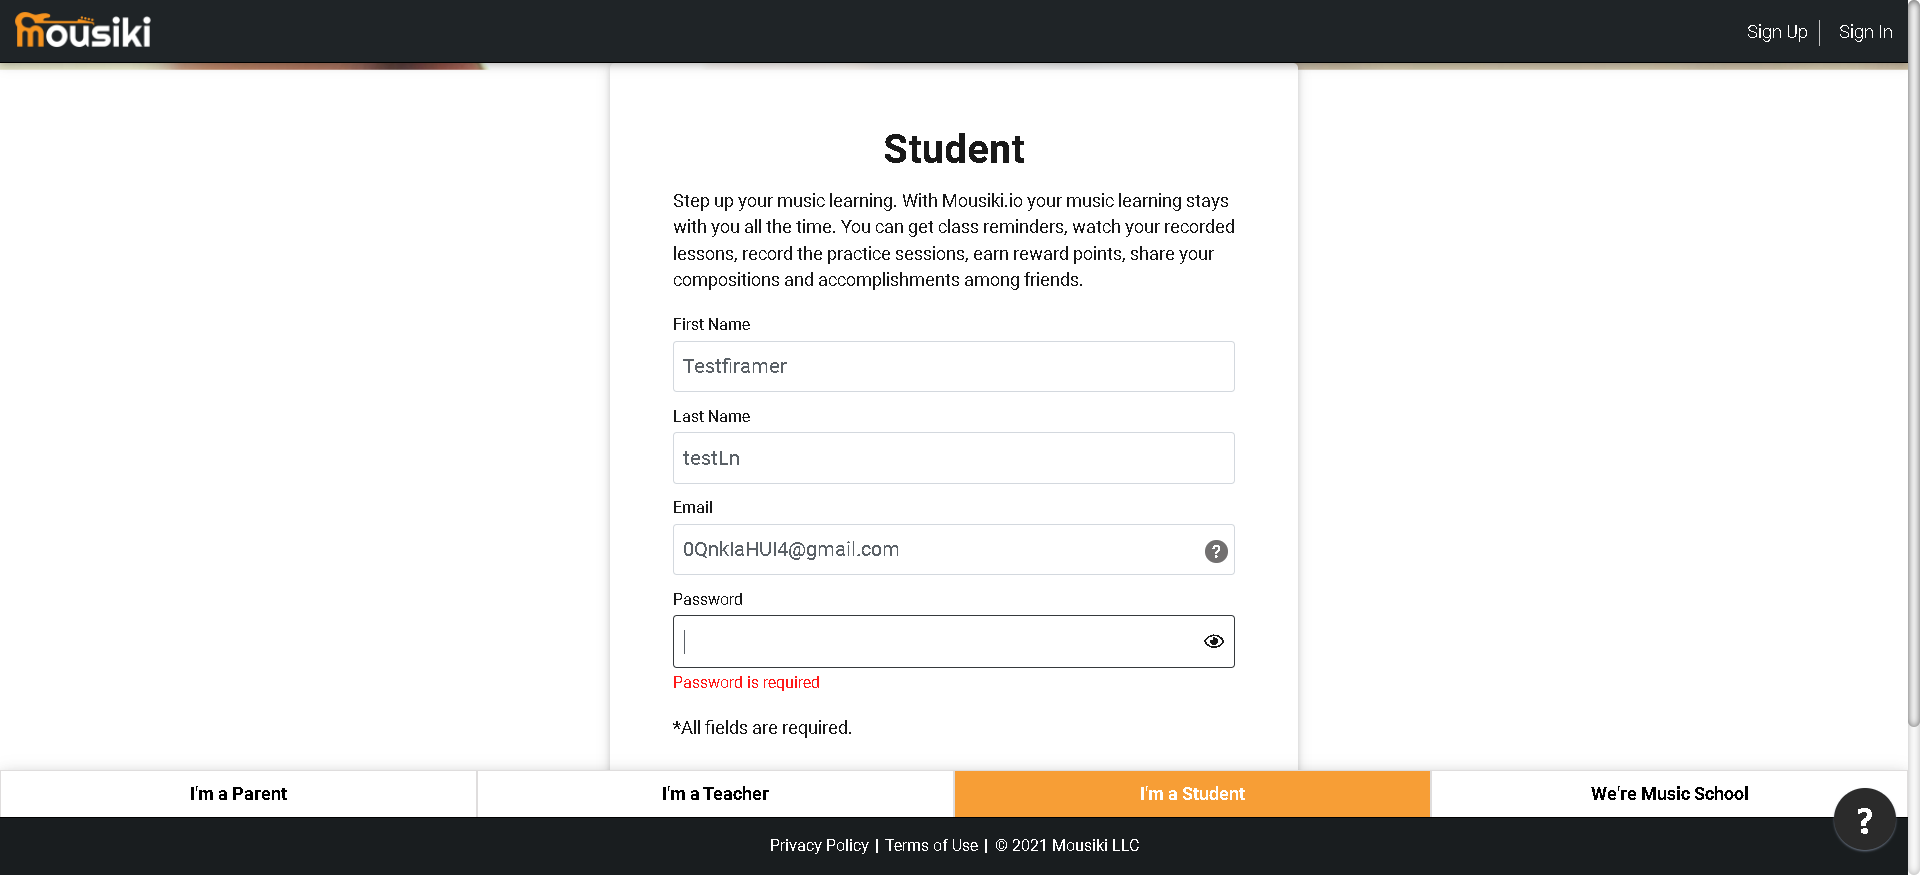 mousiki
Sign Up
Sign In
Student
Step up your music learning. With Mousiki.io your music learning stays
with you all the time. You can get class reminders, watch your recorded
lessons, record the practice sessions, earn reward points, share your
compositions and accomplishments among friends.
First Name
Testfiramer
Last Name
testLn
Email
0QnkIaHUI4@gmail.com
?
Password
Password is required
*All fields are required.
I'm a Parent
I'm a Teacher
I'm a Student
We're Music School
?
Privacy Policy | Terms of Use | © 2021 Mousiki LLC